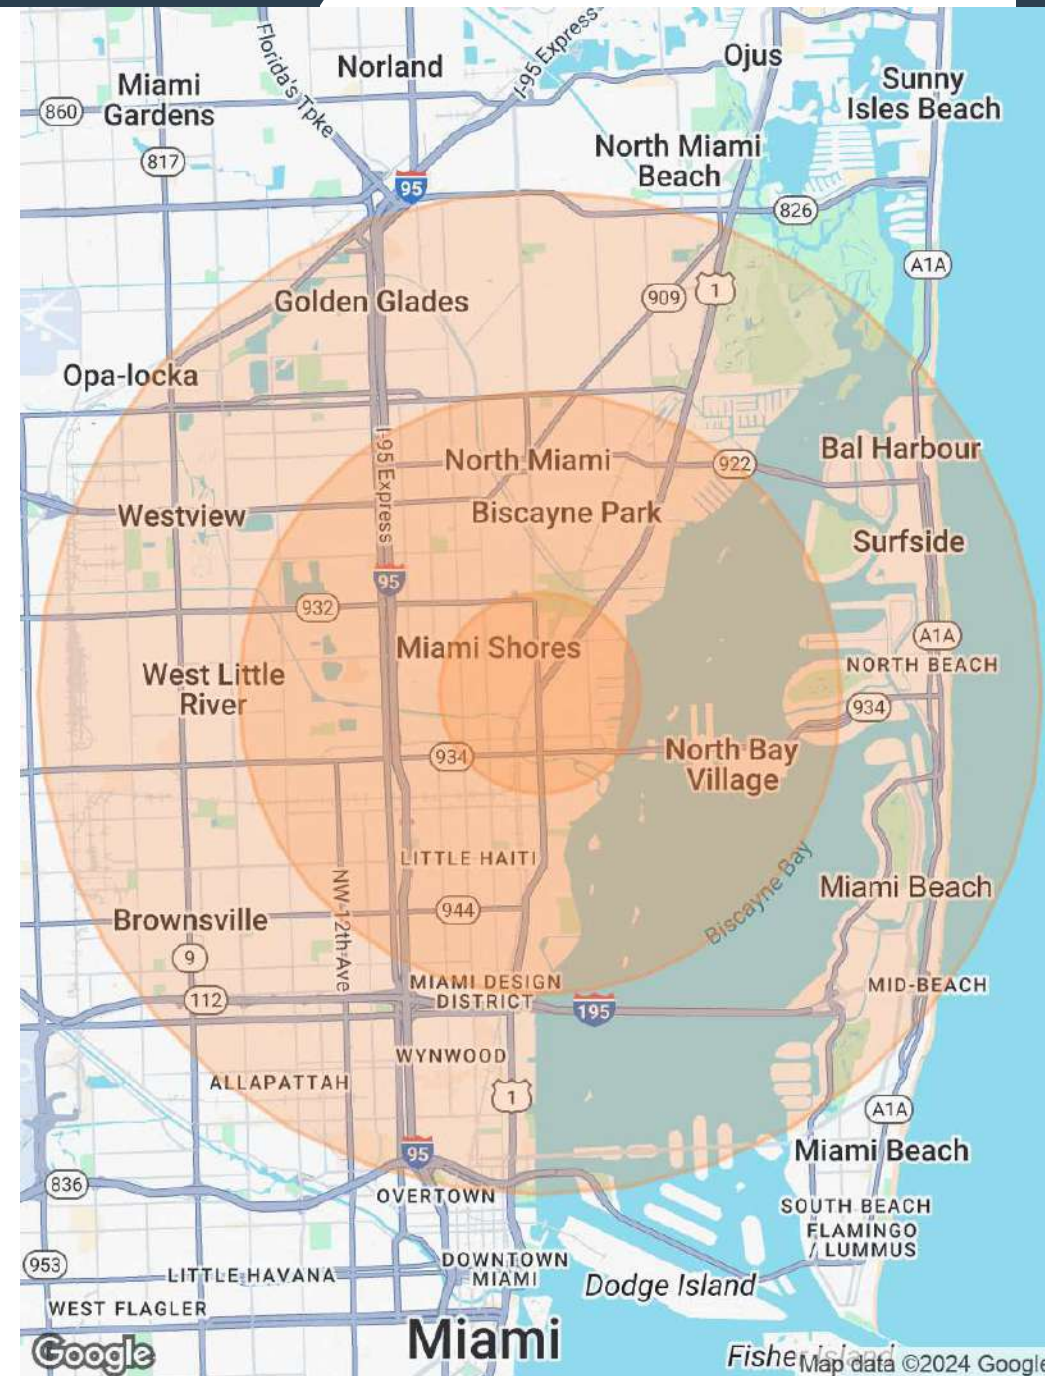 Florida's Tpke
Norland
I-95 Express
Ojus
Miami
Gardens
860
Sunny
Isles Beach
817
North Miami
Beach
95
826
A1A
Golden Glades
909
1
Opa-locka
I-95 Express
Bal Harbour
North Miami
922
Westview
Biscayne Park
Surfside
95
932
A1A
Miami Shores
NORTH BEACH
West Little
River
934
934
North Bay
Village
LITTLE HAITI
Biscayne Bay
Miami Beach
NW 12th Ave
944
Brownsville
9
MIAMI DESIGN
DISTRICT
MID-BEACH
112
195
WYNWOOD
ALLAPATTAH
1
A1A
95
Miami Beach
836
OVERTOWN
SOUTH BEACH
FLAMINGO
/ LUMMUS
953
DOWNTOWN
MIAMI
LITTLE HAVANA
Dodge Island
WEST FLAGLER
Miami
Google
Fisher Island
Map data ©2024 Google